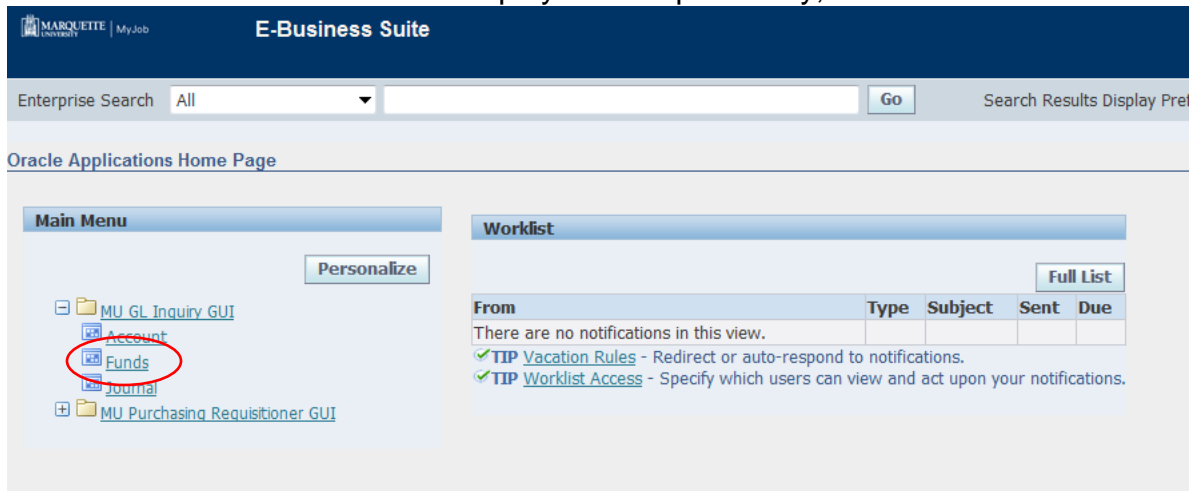 MARQUETTE UNIVERSITY | MyJob E-Business Suite
Enterprise Search All Go Search Results Display Pref
Oracle Applications Home Page
Main Menu
Personalize
MU GL Inquiry GUI
Account
Funds
Journal
MU Purchasing Requisitioner GUI
Worklist
Full List
From Type Subject Sent Due
There are no notifications in this view.
TIP Vacation Rules - Redirect or auto-respond to notifications.
TIP Worklist Access - Specify which users can view and act upon your notifications.